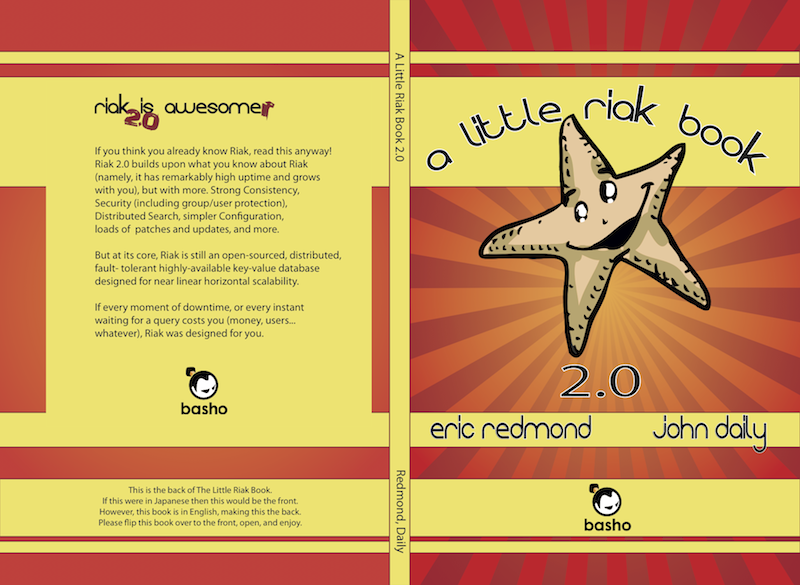 riak is awesomer
2.0
If you think you already know Riak, read this anyway!
Riak 2.0 builds upon what you know about Riak
(namely, it has remarkably high uptime and grows
with you), but with more. Strong Consistency,
Security (including group/user protection),
Distributed Search, simpler Configuration,
loads of patches and updates, and more.
But at its core, Riak is still an open-sourced, distributed,
fault- tolerant highly-available key-value database
designed for near linear horizontal scalability.
If every moment of downtime, or every instant
waiting for a query costs you (money, users...
whatever), Riak was designed for you.
basho
This is the back of The Little Riak Book.
If this were in Japanese then this would be the front.
However, this book is in English, making this the back.
Please flip this book over to the front, open, and enjoy.
A Little Riak Book 2.0
Redmond, Daily
a little riak book
2.0
eric redmond
john daily
basho